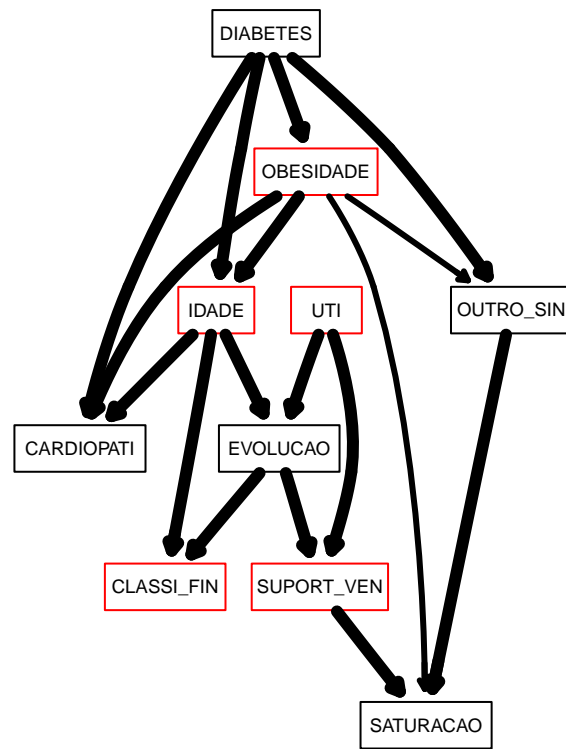 DIABETES
OBESIDADE
IDADE
UTI
OUTRO_SIN
CARDIOPATI
EVOLUCAO
CLASSI_FIN
SUPORT_VEN
SATURACAO